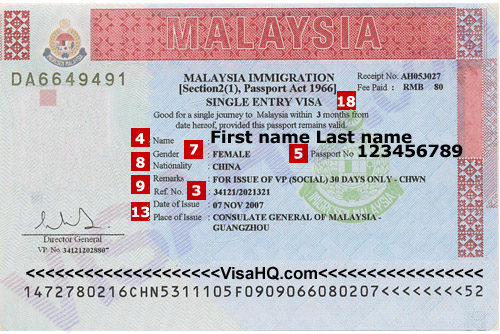 MALAYSIA
DA6649491
MALAYSIA IMMIGRATION
[Section2(1), Passport Act 1966]
SINGLE ENTRY VISA
18
Receipt No. AH053027
Fee Paid : RMB 80
Good for a single journey to Malaysia within 3 months from
date hereof, provided this passport remains valid.
4 Name : First name Last name
7 Gender : FEMALE 5 Passport No 123456789
8 Nationality : CHINA
9 Remarks : FOR ISSUE OF VP (SOCIAL) 30 DAYS ONLY - CHWN
Ref. No. 3 : 34121/2021321
13 Date of Issue : 07 NOV 2007
Place of Issue : CONSULATE GENERAL OF MALAYSIA -
GUANGZHOU
Director General
VP. No. 341212028807
<<<<<<<<<<<<<<<<<<<<VisaHQ.com<<<<<<<<<<<<<<<<
1472780216CHN5311105F0909066080207<<<<<<<<52